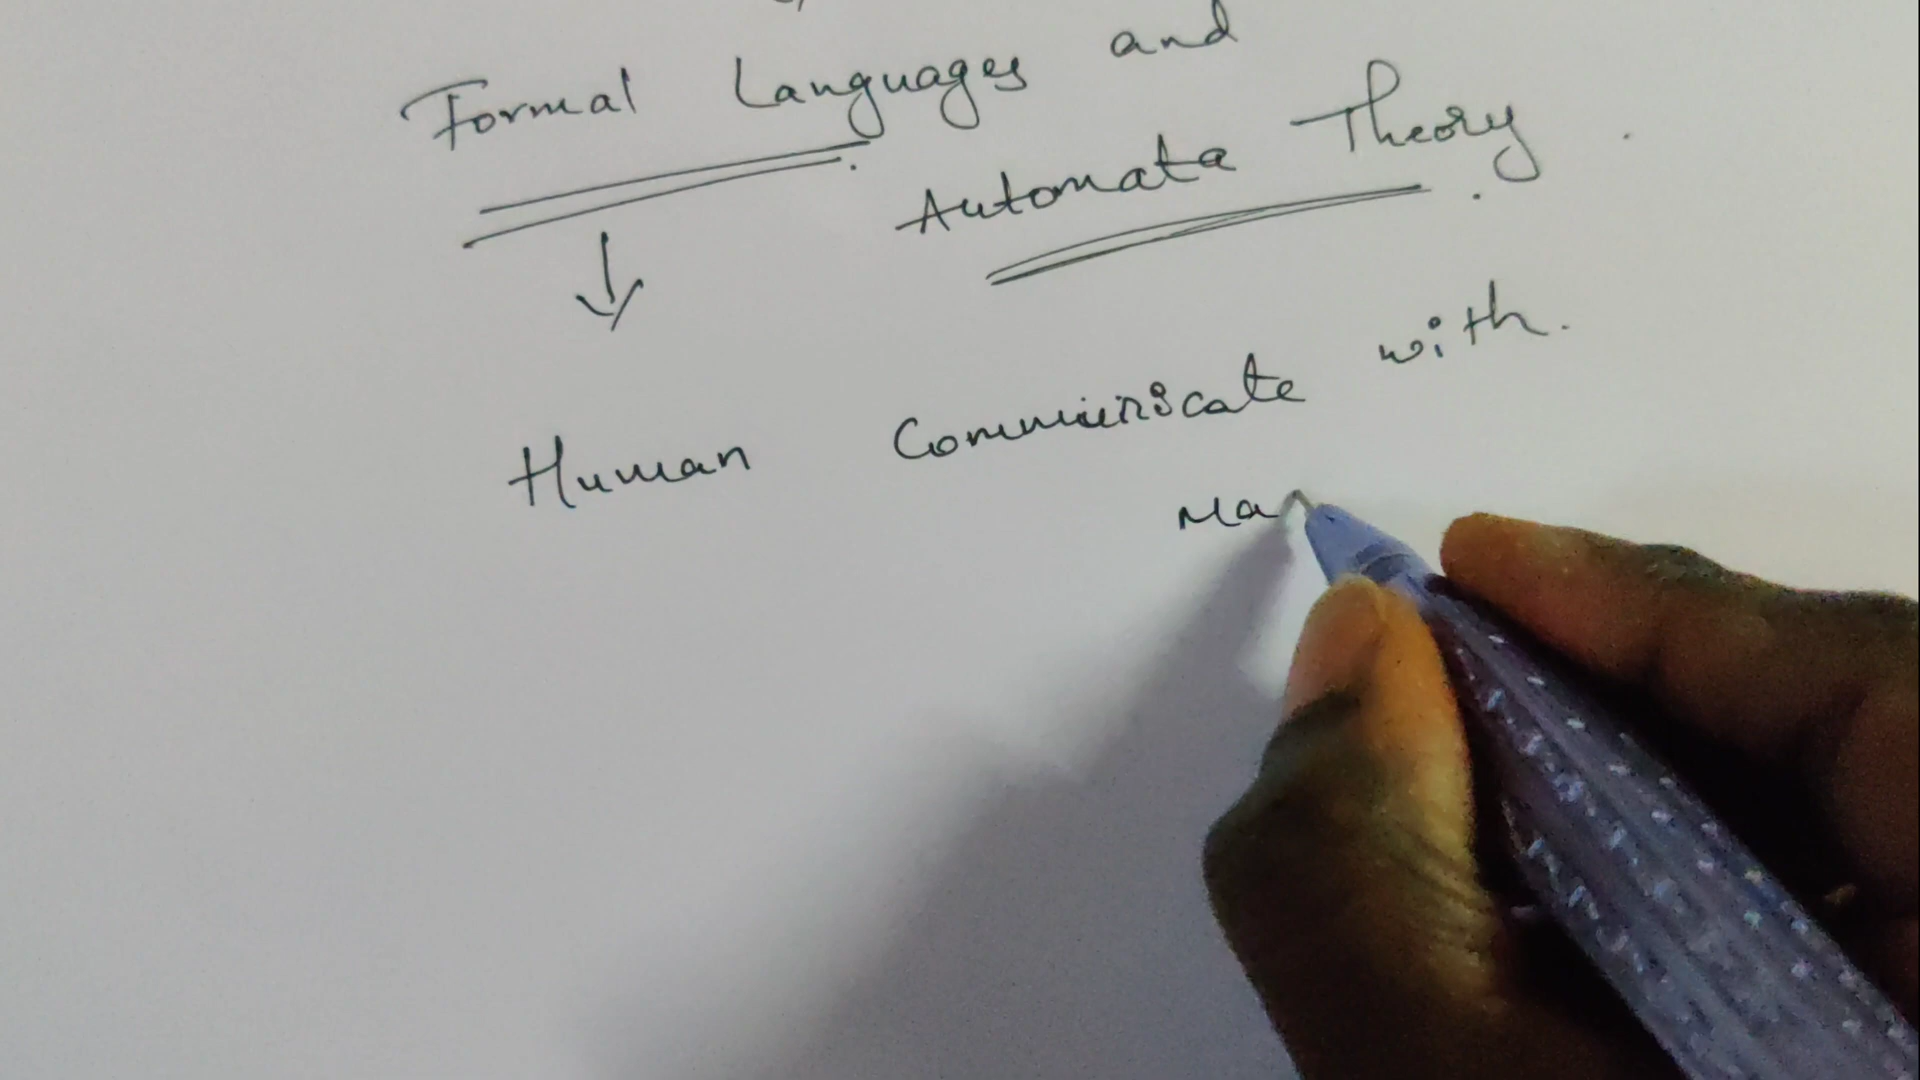 Formal Languages and
Automata Theory.
Human Communicate with.
Ma